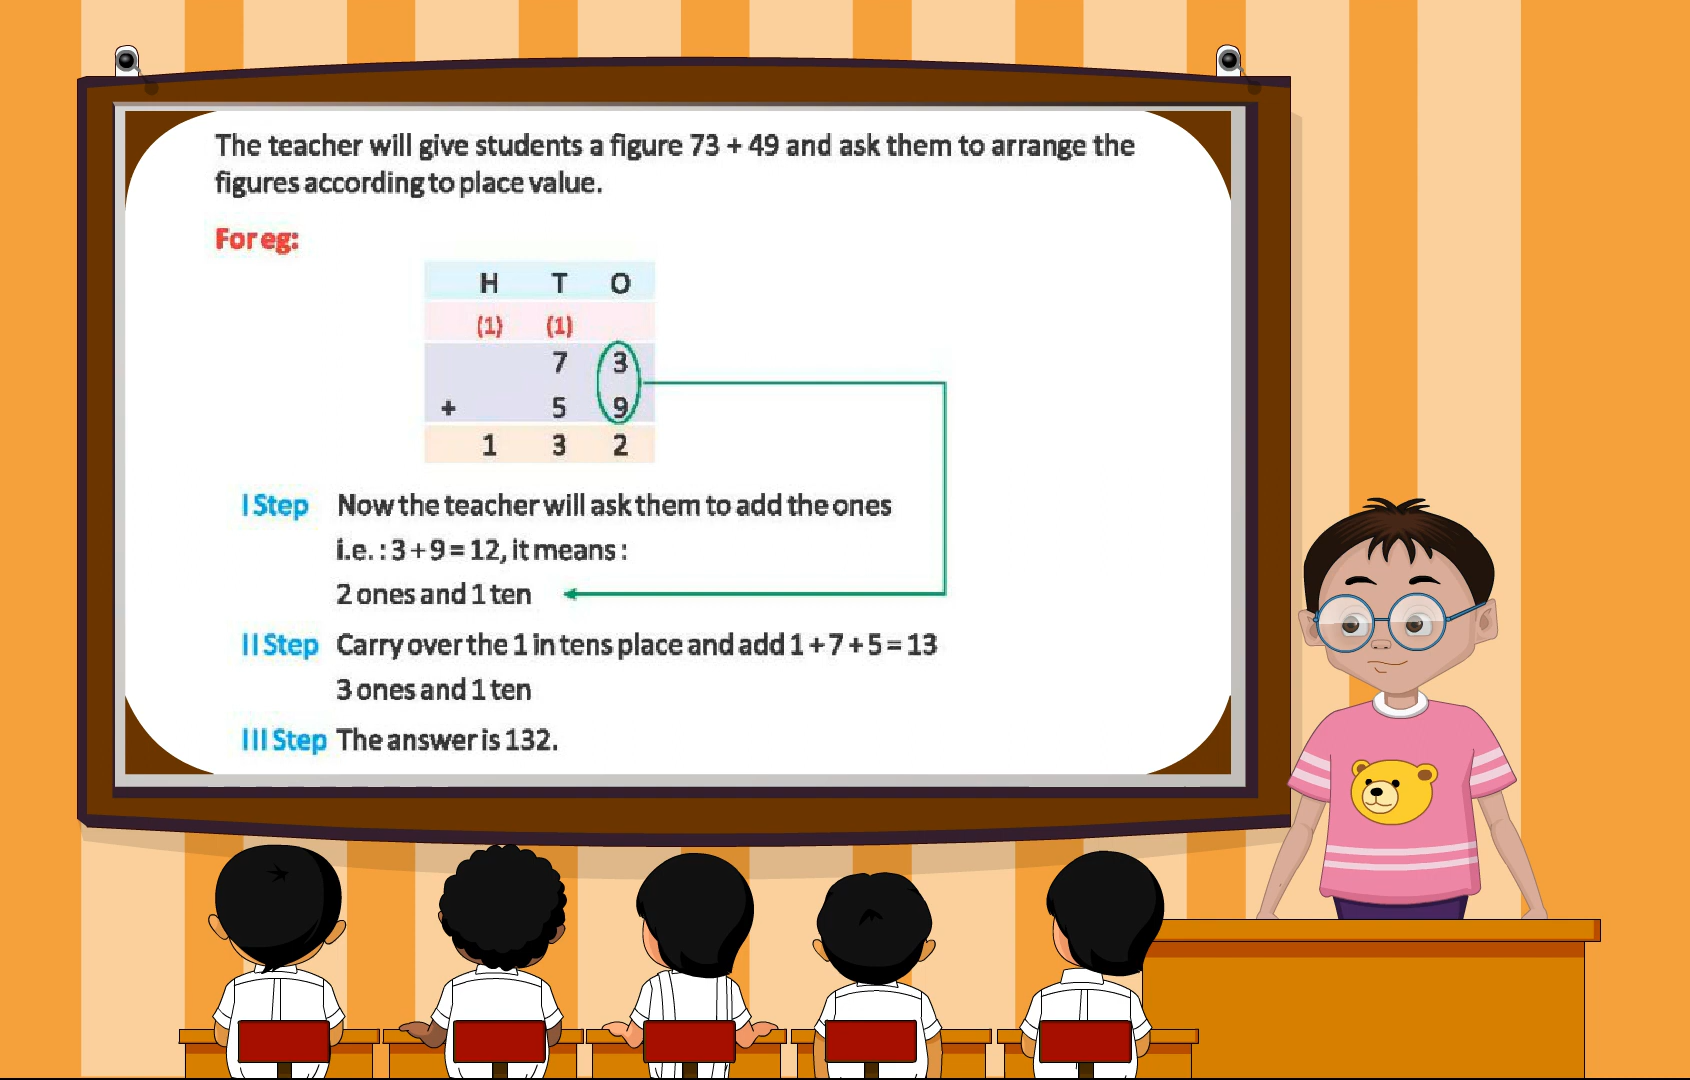 The teacher will give students a figure 73 + 49 and ask them to arrange the
figures according to place value.
For eg:
H T O
(1) (1)
7 3
+ 5 9
1 3 2
I Step Now the teacher will ask them to add the ones
i.e. : 3 + 9 = 12, it means :
2 ones and 1 ten
II Step Carry over the 1 in tens place and add 1 + 7 + 5 = 13
3 ones and 1 ten
III Step The answer is 132.